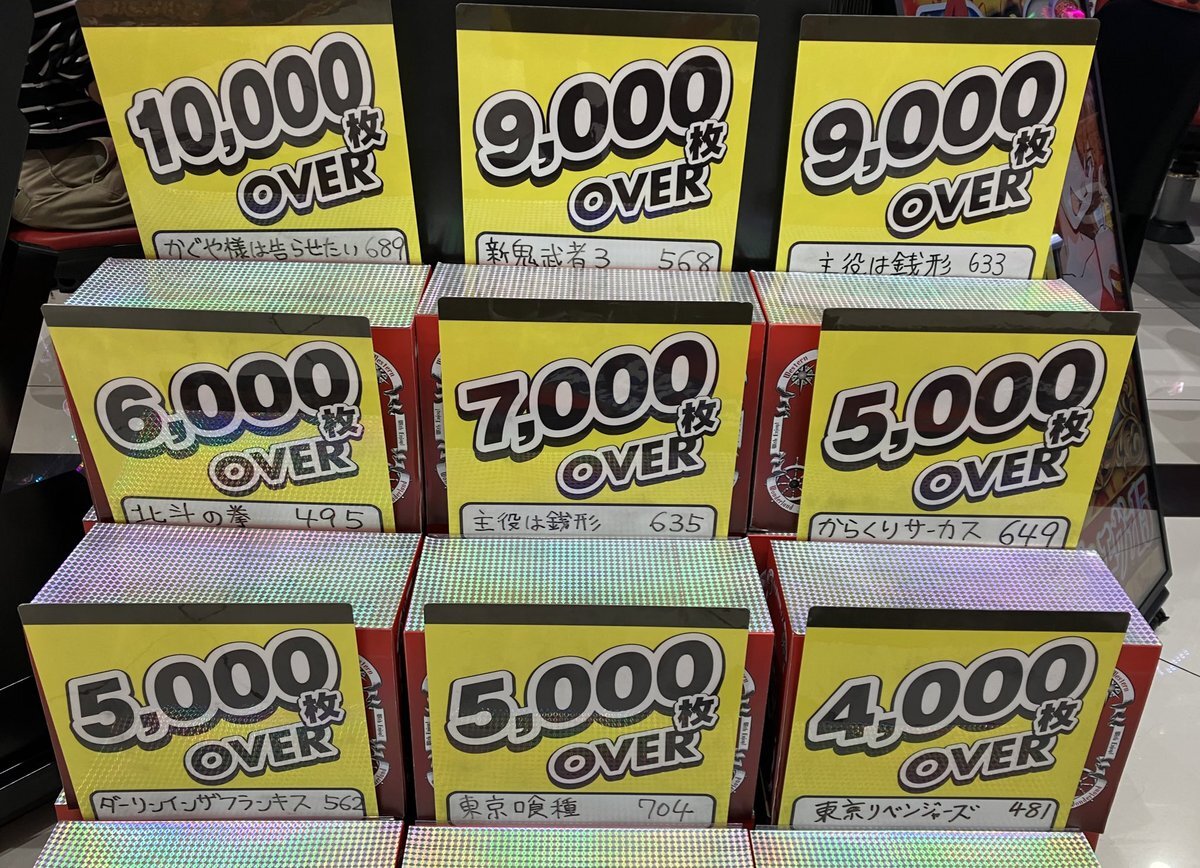 10,000枚
OVER
かぐや様は告らせたい 689
9,000枚
OVER
新鬼武者3 568
9,000枚
OVER
主役は銭形 633
6,000枚
OVER
北斗の拳 495
7,000枚
OVER
主役は銭形 635
5,000枚
OVER
からくりサーカス 649
5,000枚
OVER
ダーリンインザフランキス 562
5,000枚
OVER
東京喰種 704
4,000枚
OVER
東京リベンジャーズ 481